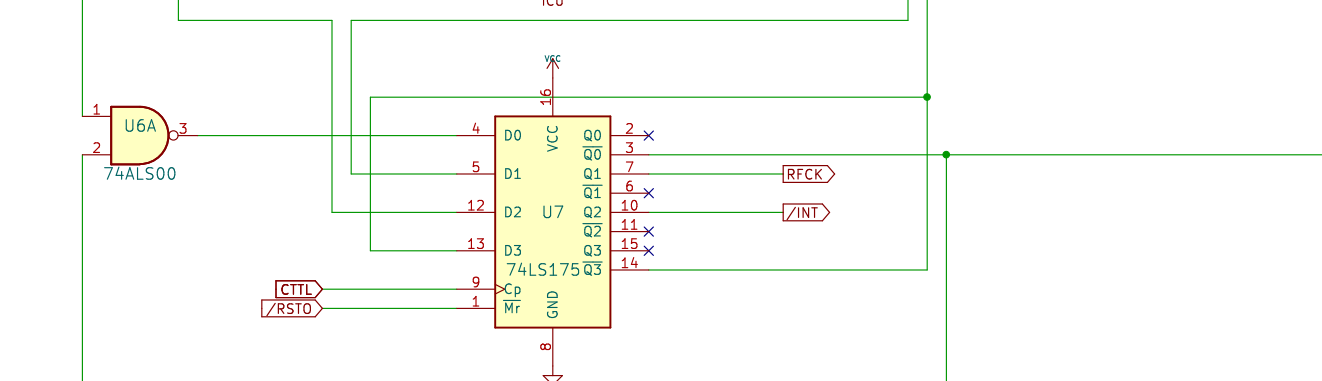 ICU
VCC
16
1
U6A
3
2
74ALS00
4
D0
VCC
Q0
2
Q0
3
5
D1
Q1
7
RFCK
Q1
6
12
D2
U7
Q2
10
/INT
Q2
11
13
D3
Q3
15
74LS175
Q3
14
CTTL
9
Cp
/RSTO
1
Mr
GND
8